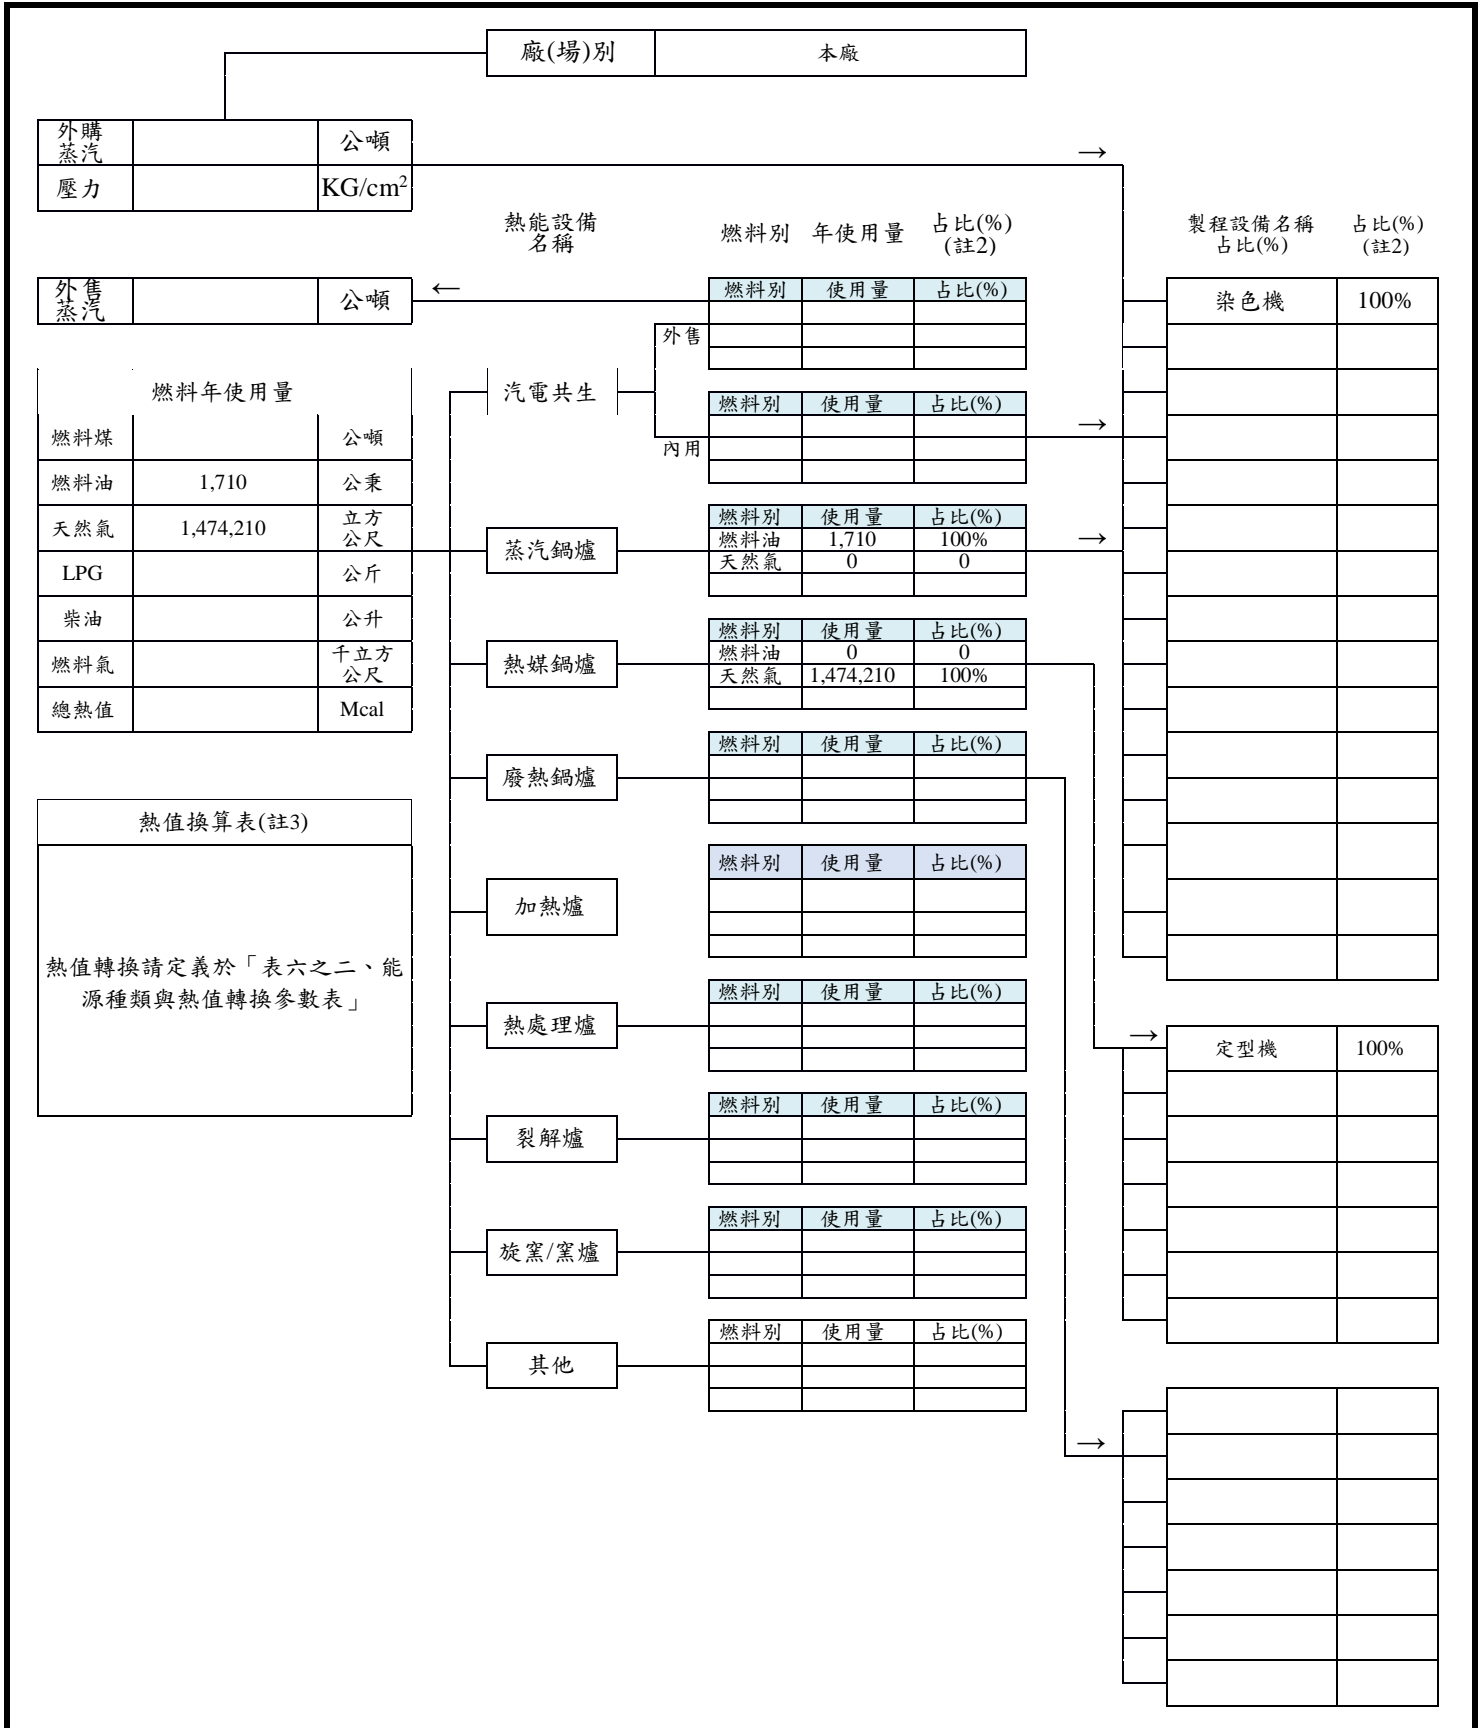 廠(場)別 本廠
外購
蒸汽
公噸
→
壓力 KG/cm²
熱能設備
名稱
燃料別 年使用量 占比(%)
(註2)
製程設備名稱
占比(%)
占比(%)
(註2)
外售
蒸汽
公噸
←
燃料別 使用量 占比(%)
染色機 100%
外售
燃料年使用量
汽電共生
燃料別 使用量 占比(%)
→
內用
燃料煤 公噸
燃料油 1,710 公秉
天然氣 1,474,210 立方
公尺
LPG 公斤
柴油 公升
燃料氣 千立方
公尺
總熱值 Mcal
蒸汽鍋爐
燃料別 使用量 占比(%)
燃料油 1,710 100%
天然氣 0 0
→
熱媒鍋爐
燃料別 使用量 占比(%)
燃料油 0 0
天然氣 1,474,210 100%
廢熱鍋爐
燃料別 使用量 占比(%)
熱值換算表(註3)
熱值轉換請定義於「表六之二、能
源種類與熱值轉換參數表」
加熱爐
燃料別 使用量 占比(%)
熱處理爐
燃料別 使用量 占比(%)
→
定型機 100%
裂解爐
燃料別 使用量 占比(%)
旋窯/窯爐
燃料別 使用量 占比(%)
其他
燃料別 使用量 占比(%)
→